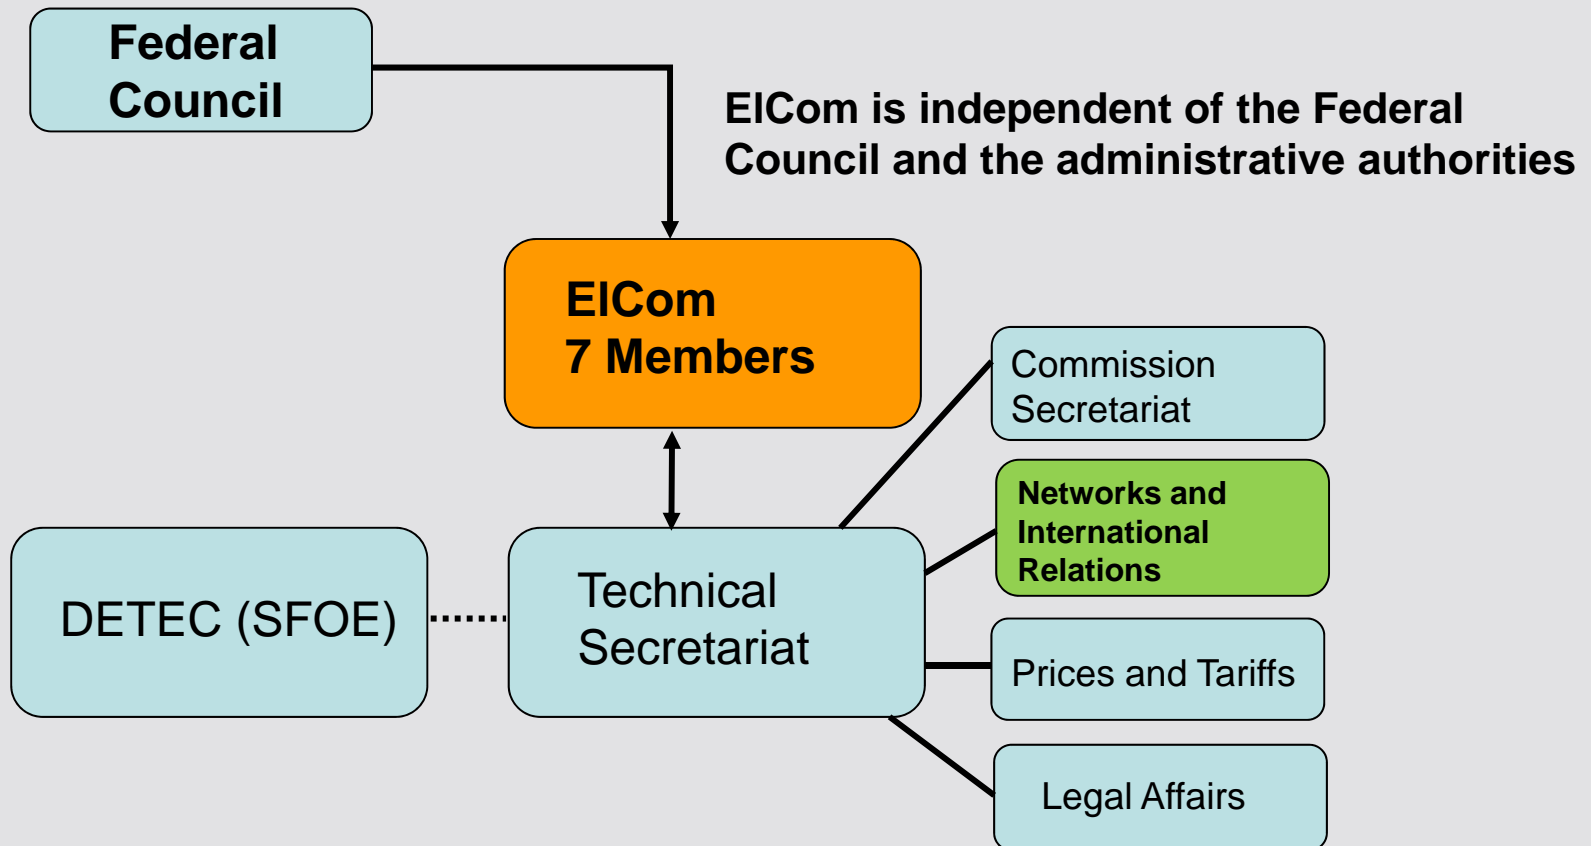 Federal
Council
ElCom is independent of the Federal
Council and the administrative authorities
ElCom
7 Members
Commission
Secretariat
Networks and
International
Relations
DETEC (SFOE)
Technical
Secretariat
Prices and Tariffs
Legal Affairs